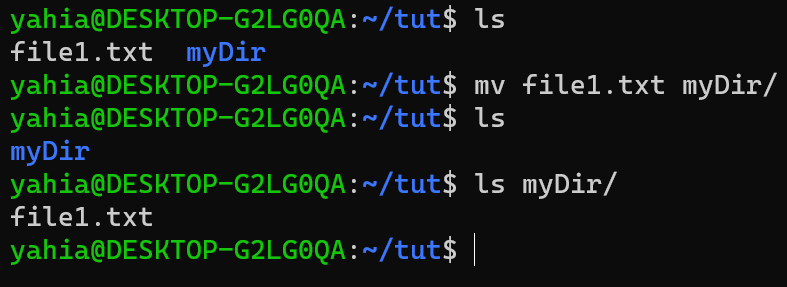 yahia@DESKTOP-G2LG0QA:~/tut$ ls
file1.txt  myDir
yahia@DESKTOP-G2LG0QA:~/tut$ mv file1.txt myDir/
yahia@DESKTOP-G2LG0QA:~/tut$ ls
myDir
yahia@DESKTOP-G2LG0QA:~/tut$ ls myDir/
file1.txt
yahia@DESKTOP-G2LG0QA:~/tut$